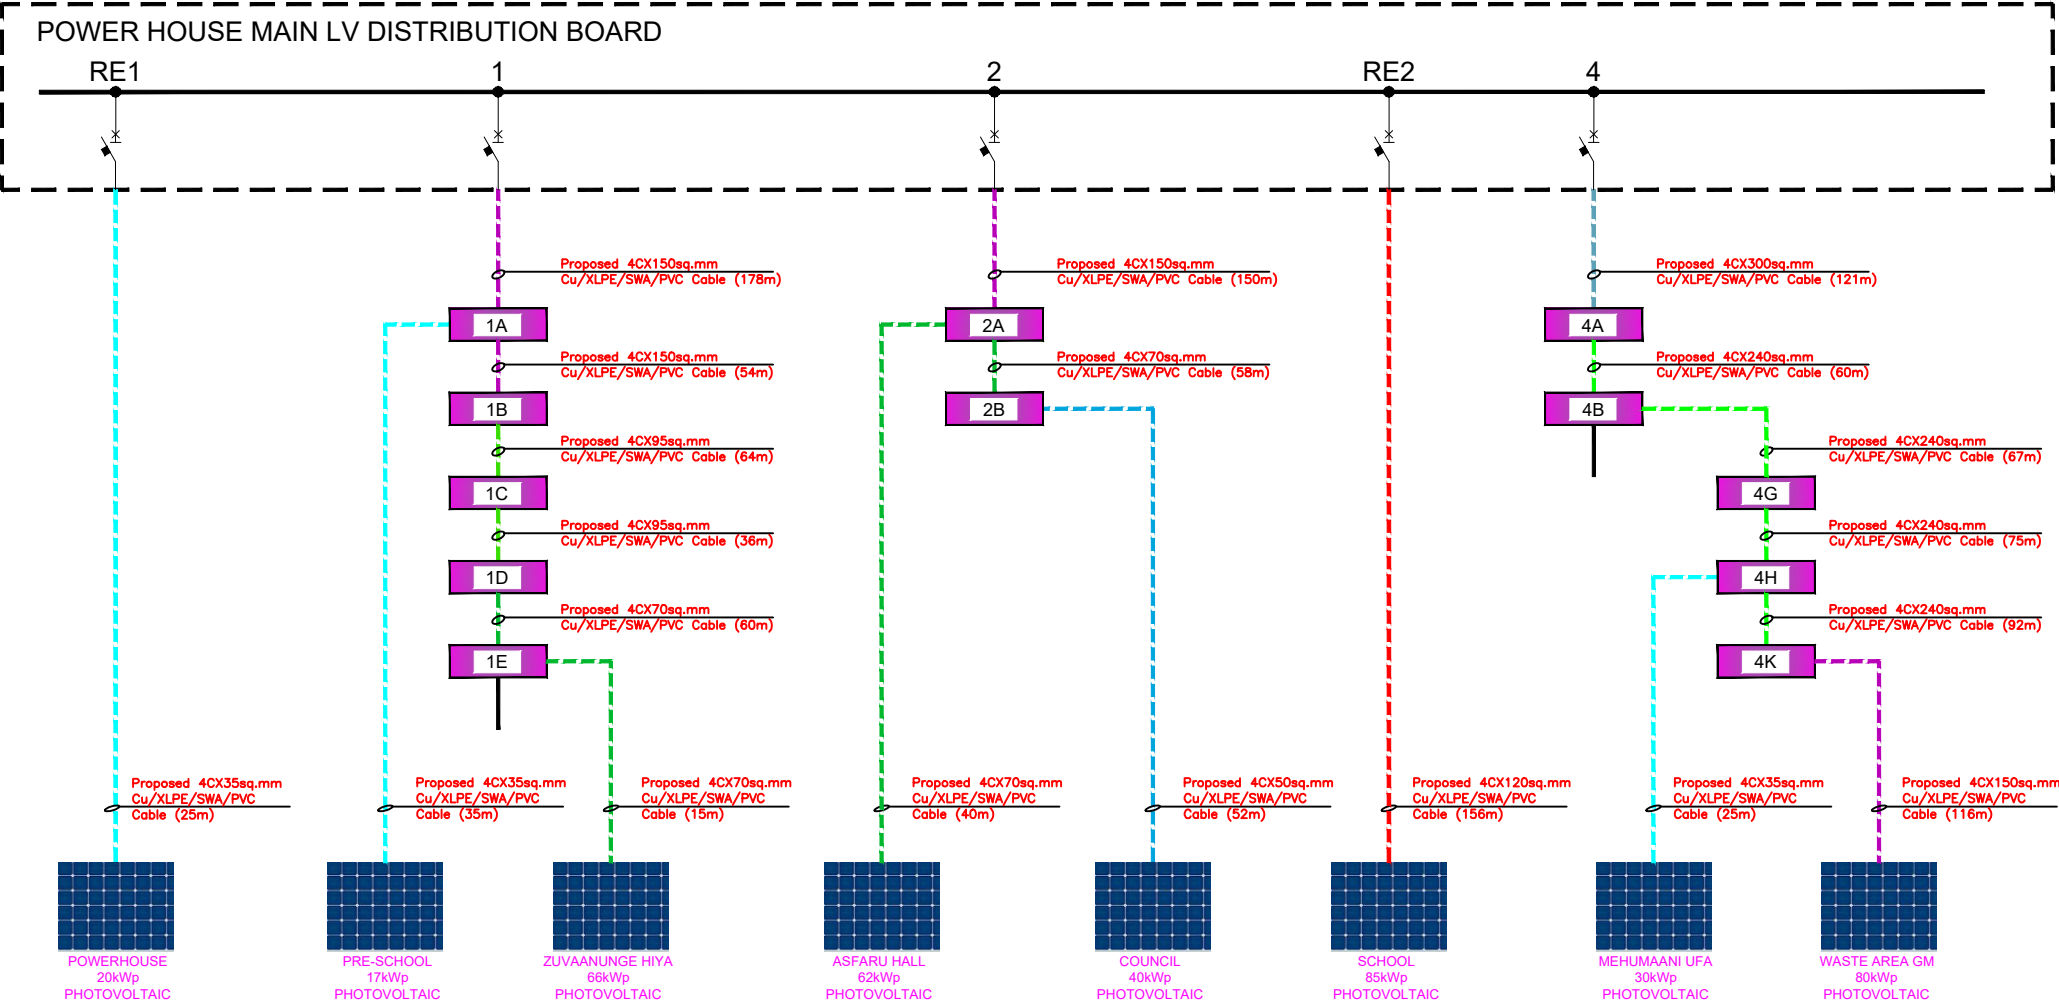 POWER HOUSE MAIN LV DISTRIBUTION BOARD
RE1
1
2
RE2
4
Proposed 4CX150sq.mm
Cu/XLPE/SWA/PVC Cable (178m)
1A
Proposed 4CX150sq.mm
Cu/XLPE/SWA/PVC Cable (54m)
1B
Proposed 4CX95sq.mm
Cu/XLPE/SWA/PVC Cable (64m)
1C
Proposed 4CX95sq.mm
Cu/XLPE/SWA/PVC Cable (36m)
1D
Proposed 4CX70sq.mm
Cu/XLPE/SWA/PVC Cable (60m)
1E
Proposed 4CX150sq.mm
Cu/XLPE/SWA/PVC Cable (150m)
2A
Proposed 4CX70sq.mm
Cu/XLPE/SWA/PVC Cable (58m)
2B
Proposed 4CX300sq.mm
Cu/XLPE/SWA/PVC Cable (121m)
4A
Proposed 4CX240sq.mm
Cu/XLPE/SWA/PVC Cable (60m)
4B
Proposed 4CX240sq.mm
Cu/XLPE/SWA/PVC Cable (67m)
4G
Proposed 4CX240sq.mm
Cu/XLPE/SWA/PVC Cable (75m)
4H
Proposed 4CX240sq.mm
Cu/XLPE/SWA/PVC Cable (92m)
4K
Proposed 4CX35sq.mm
Cu/XLPE/SWA/PVC
Cable (25m)
Proposed 4CX35sq.mm
Cu/XLPE/SWA/PVC
Cable (35m)
Proposed 4CX70sq.mm
Cu/XLPE/SWA/PVC
Cable (15m)
Proposed 4CX70sq.mm
Cu/XLPE/SWA/PVC
Cable (40m)
Proposed 4CX50sq.mm
Cu/XLPE/SWA/PVC
Cable (52m)
Proposed 4CX120sq.mm
Cu/XLPE/SWA/PVC
Cable (156m)
Proposed 4CX35sq.mm
Cu/XLPE/SWA/PVC
Cable (25m)
Proposed 4CX150sq.mm
Cu/XLPE/SWA/PVC
Cable (116m)
POWERHOUSE
20kWp
PHOTOVOLTAIC
PRE-SCHOOL
17kWp
PHOTOVOLTAIC
ZUVAANUNGE HIYA
66kWp
PHOTOVOLTAIC
ASFARU HALL
62kWp
PHOTOVOLTAIC
COUNCIL
40kWp
PHOTOVOLTAIC
SCHOOL
85kWp
PHOTOVOLTAIC
MEHUMAANI UFA
30kWp
PHOTOVOLTAIC
WASTE AREA GM
80kWp
PHOTOVOLTAIC